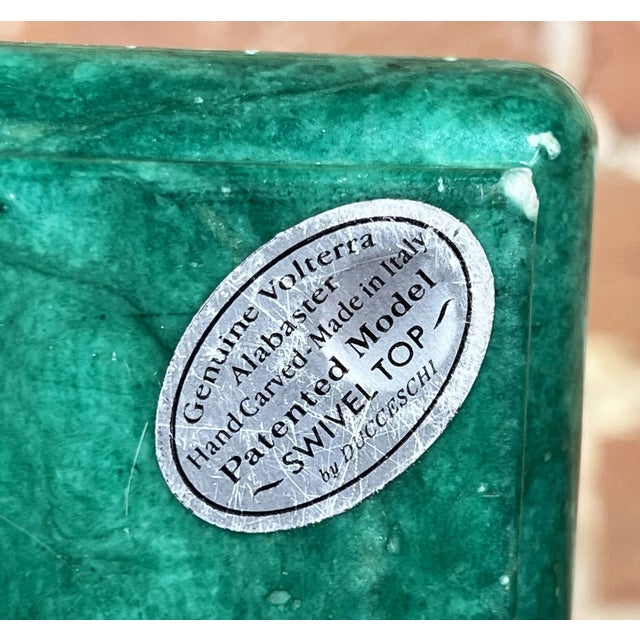 Genuine Volterra
Alabaster
Hand Carved-Made in Italy
Patented Model
~ SWIVEL TOP ~
by DUCCESCHI